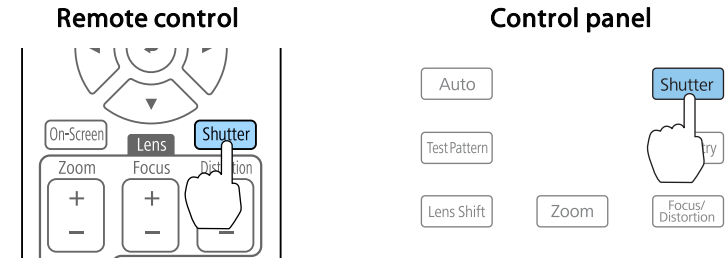 Remote control
Control panel
On-Screen
Lens
Shutter
Zoom
Focus
+
−
+
−
−
Auto
Shutter
Test Pattern
Lens Shift
Zoom
Focus/
Distortion